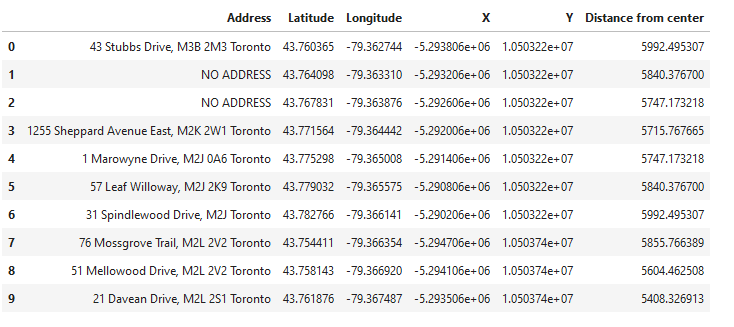 Address Latitude Longitude X Y Distance from center
0 43 Stubbs Drive, M3B 2M3 Toronto 43.760365 -79.362744 -5.293806e+06 1.050322e+07 5992.495307
1 NO ADDRESS 43.764098 -79.363310 -5.293206e+06 1.050322e+07 5840.376700
2 NO ADDRESS 43.767831 -79.363876 -5.292606e+06 1.050322e+07 5747.173218
3 1255 Sheppard Avenue East, M2K 2W1 Toronto 43.771564 -79.364442 -5.292006e+06 1.050322e+07 5715.767665
4 1 Marowyne Drive, M2J 0A6 Toronto 43.775298 -79.365008 -5.291406e+06 1.050322e+07 5747.173218
5 57 Leaf Willoway, M2J 2K9 Toronto 43.779032 -79.365575 -5.290806e+06 1.050322e+07 5840.376700
6 31 Spindlewood Drive, M2J Toronto 43.782766 -79.366141 -5.290206e+06 1.050322e+07 5992.495307
7 76 Mossgrove Trail, M2L 2V2 Toronto 43.754411 -79.366354 -5.294706e+06 1.050374e+07 5855.766389
8 51 Mellowood Drive, M2L 2V2 Toronto 43.758143 -79.366920 -5.294106e+06 1.050374e+07 5604.462508
9 21 Davean Drive, M2L 2S1 Toronto 43.761876 -79.367487 -5.293506e+06 1.050374e+07 5408.326913